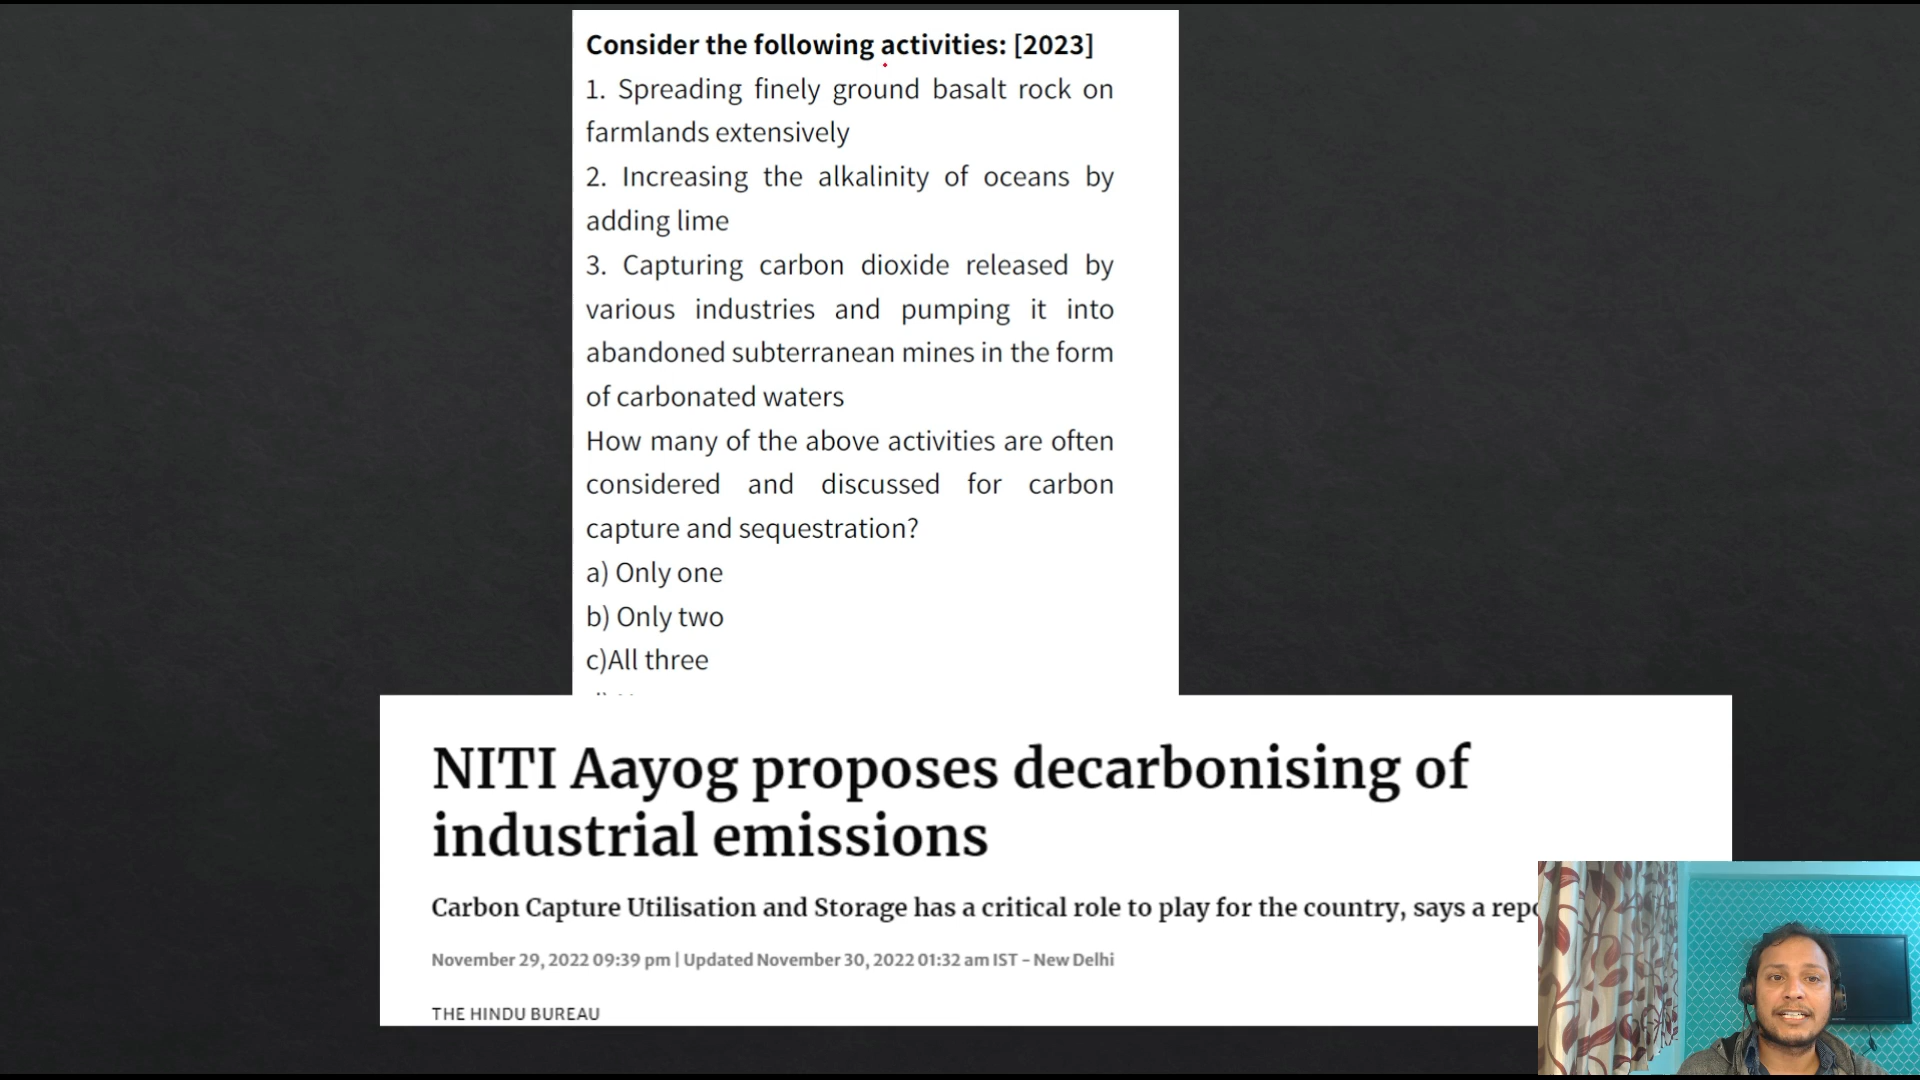 Consider the following activities: [2023]
1. Spreading finely ground basalt rock on
farmlands extensively
2. Increasing the alkalinity of oceans by
adding lime
3. Capturing carbon dioxide released by
various industries and pumping it into
abandoned subterranean mines in the form
of carbonated waters
How many of the above activities are often
considered and discussed for carbon
capture and sequestration?
a) Only one
b) Only two
c)All three
NITI Aayog proposes decarbonising of
industrial emissions
Carbon Capture Utilisation and Storage has a critical role to play for the country, says a
November 29, 2022 09:39 pm | Updated November 30, 2022 01:32 am IST - New Delhi
THE HINDU BUREAU